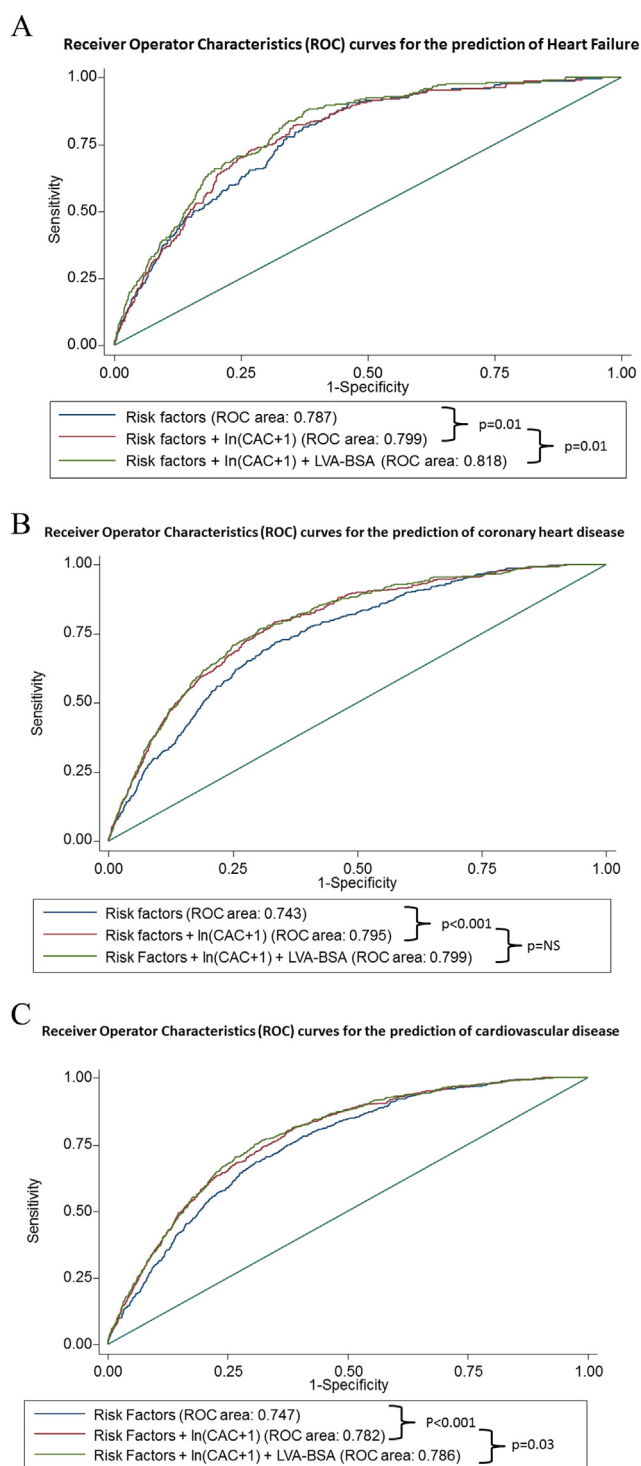 A
Receiver Operator Characteristics (ROC) curves for the prediction of Heart Failure
1.00
0.75
0.50
0.25
0.00
Sensitivity
0.00 0.25 0.50 0.75 1.00
1-Specificity
Risk factors (ROC area: 0.787)
Risk factors + ln(CAC+1) (ROC area: 0.799)
Risk factors + ln(CAC+1) + LVA-BSA (ROC area: 0.818)
p=0.01
p=0.01
B
Receiver Operator Characteristics (ROC) curves for the prediction of coronary heart disease
1.00
0.75
0.50
0.25
0.00
Sensitivity
0.00 0.25 0.50 0.75 1.00
1-Specificity
Risk factors (ROC area: 0.743)
Risk factors + ln(CAC+1) (ROC area: 0.795)
Risk Factors + ln(CAC+1) + LVA-BSA (ROC area: 0.799)
p<0.001
p=NS
C
Receiver Operator Characteristics (ROC) curves for the prediction of cardiovascular disease
1.00
0.75
0.50
0.25
0.00
Sensitivity
0.00 0.25 0.50 0.75 1.00
1-Specificity
Risk Factors (ROC area: 0.747)
Risk Factors + ln(CAC+1) (ROC area: 0.782)
Risk Factors + ln(CAC+1) + LVA-BSA (ROC area: 0.786)
P<0.001
p=0.03